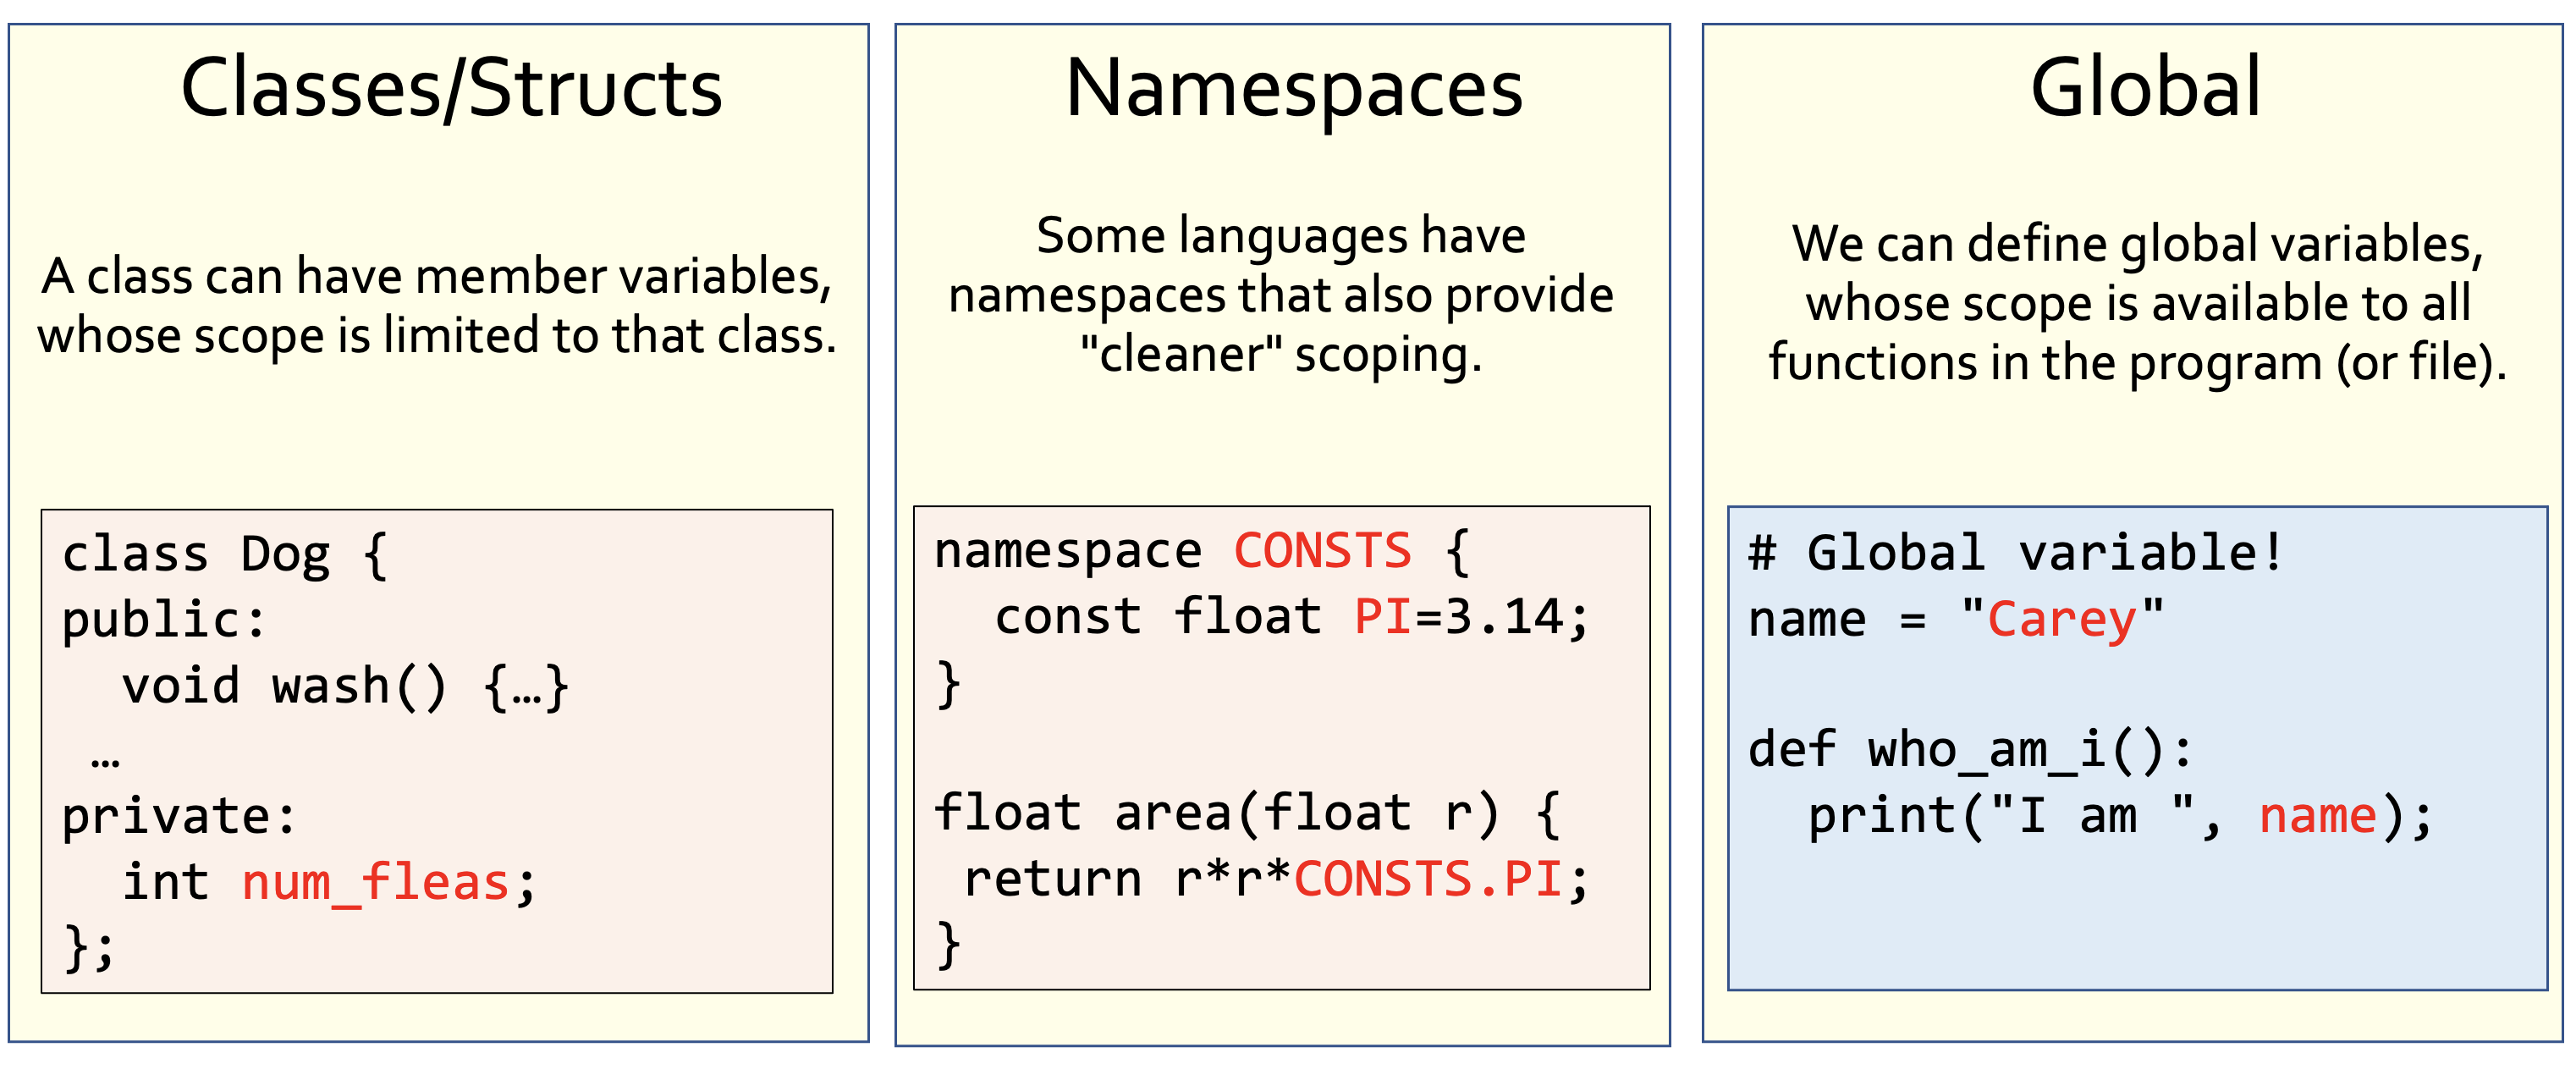 Classes/Structs
A class can have member variables,
whose scope is limited to that class.
class Dog {
public:
  void wash() {…}
 …
private:
  int num_fleas;
};
Namespaces
Some languages have
namespaces that also provide
"cleaner" scoping.
namespace CONSTS {
  const float PI=3.14;
}
float area(float r) {
 return r*r*CONSTS.PI;
}
Global
We can define global variables,
whose scope is available to all
functions in the program (or file).
# Global variable!
name = "Carey"
def who_am_i():
  print("I am ", name);